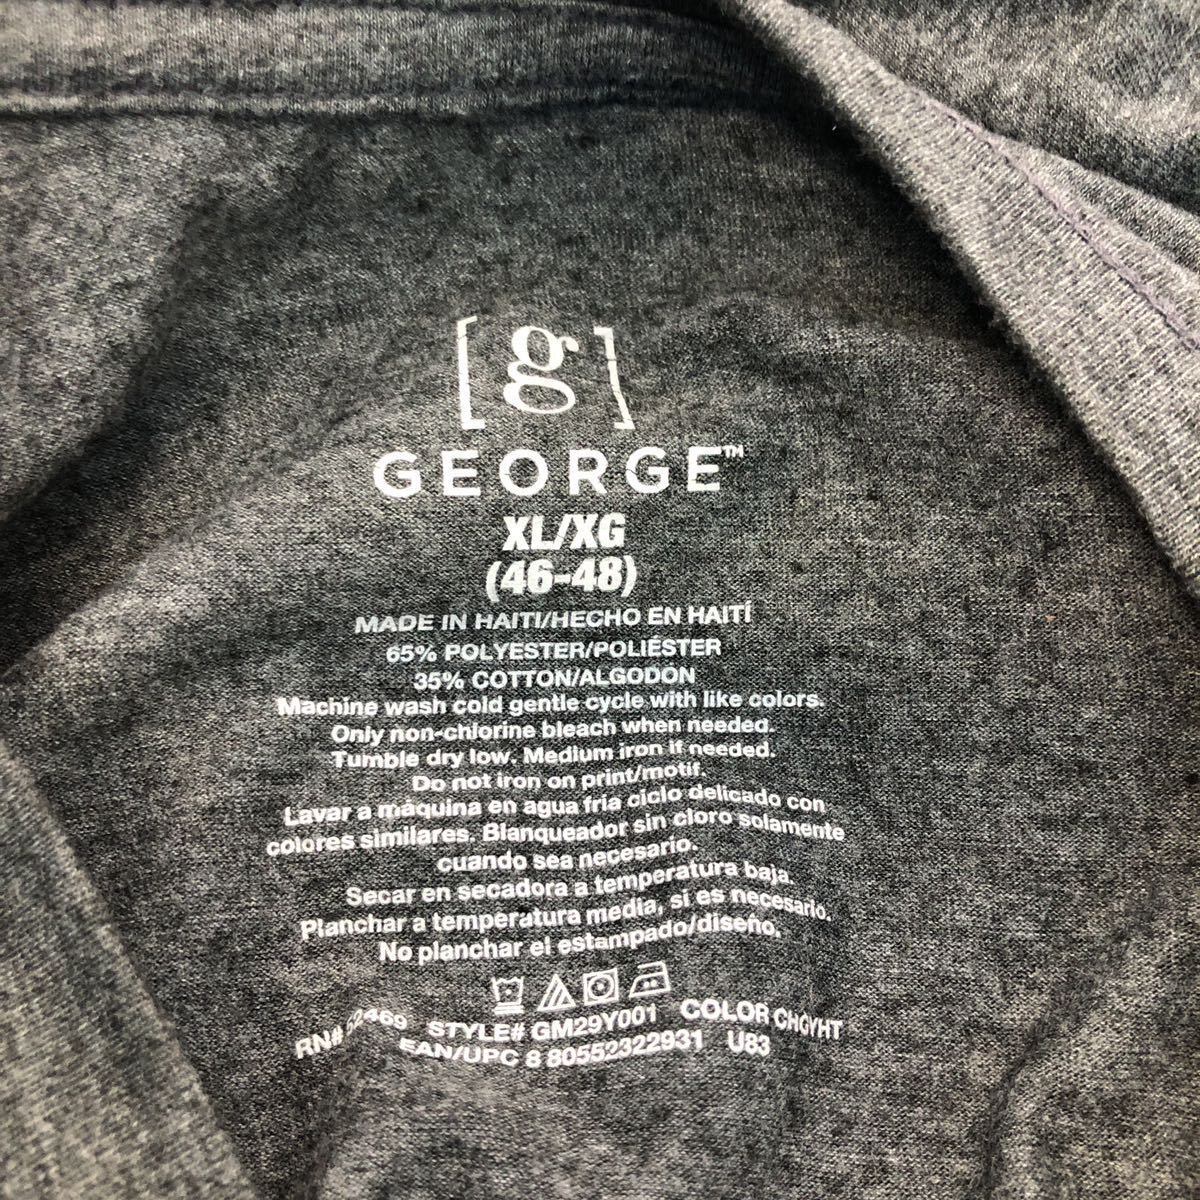 [g]
GEORGE™
XL/XG
(46-48)
MADE IN HAITI/HECHO EN HAITÍ
65% POLYESTER/POLIÉSTER
35% COTTON/ALGODON
Machine wash cold gentle cycle with like colors.
Only non-chlorine bleach when needed.
Tumble dry low. Medium iron if needed.
Do not iron on print/motif.
Lavar a máquina en agua fría ciclo delicado con
colores similares. Blanqueador sin cloro solamente
cuando sea necesario.
Secar en secadora a temperatura baja.
Planchar a temperatura media, si es necesario.
No planchar el estampado/diseño.
RN# 52469 STYLE# GM29Y001 COLOR CHGYHT
EAN/UPC 8 80552322931 U83